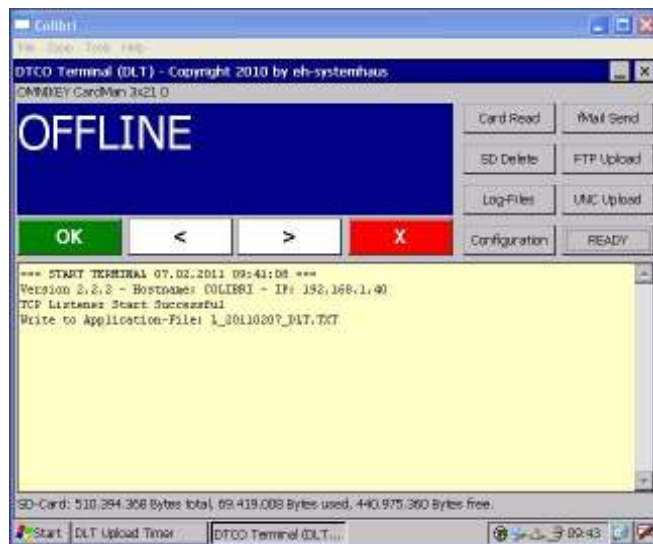 Colibri
File Zoom Tools Help
DTCO Terminal (DLT) - Copyright 2010 by eh-systemhaus
OMNIKEY CardMan 3x21 0
OFFLINE
Card Read
fMail Send
SD Delete
FTP Upload
Log-Files
UNC Upload
OK
<
>
X
Configuration
READY
=== START TERMINAL 07.02.2011 09:41:08 ===
Version 2.2.2 - Hostname: COLIBRI - IP: 192.168.1.40
TCP Listener Start Successful
Write to Application-File: 1_20110207_DLT.TXT
SD-Card: 510.394.368 Bytes total, 69.419.008 Bytes used, 440.975.360 Bytes free.
Start
DLT Upload Timer
DTCO Terminal (DLT...
09:43